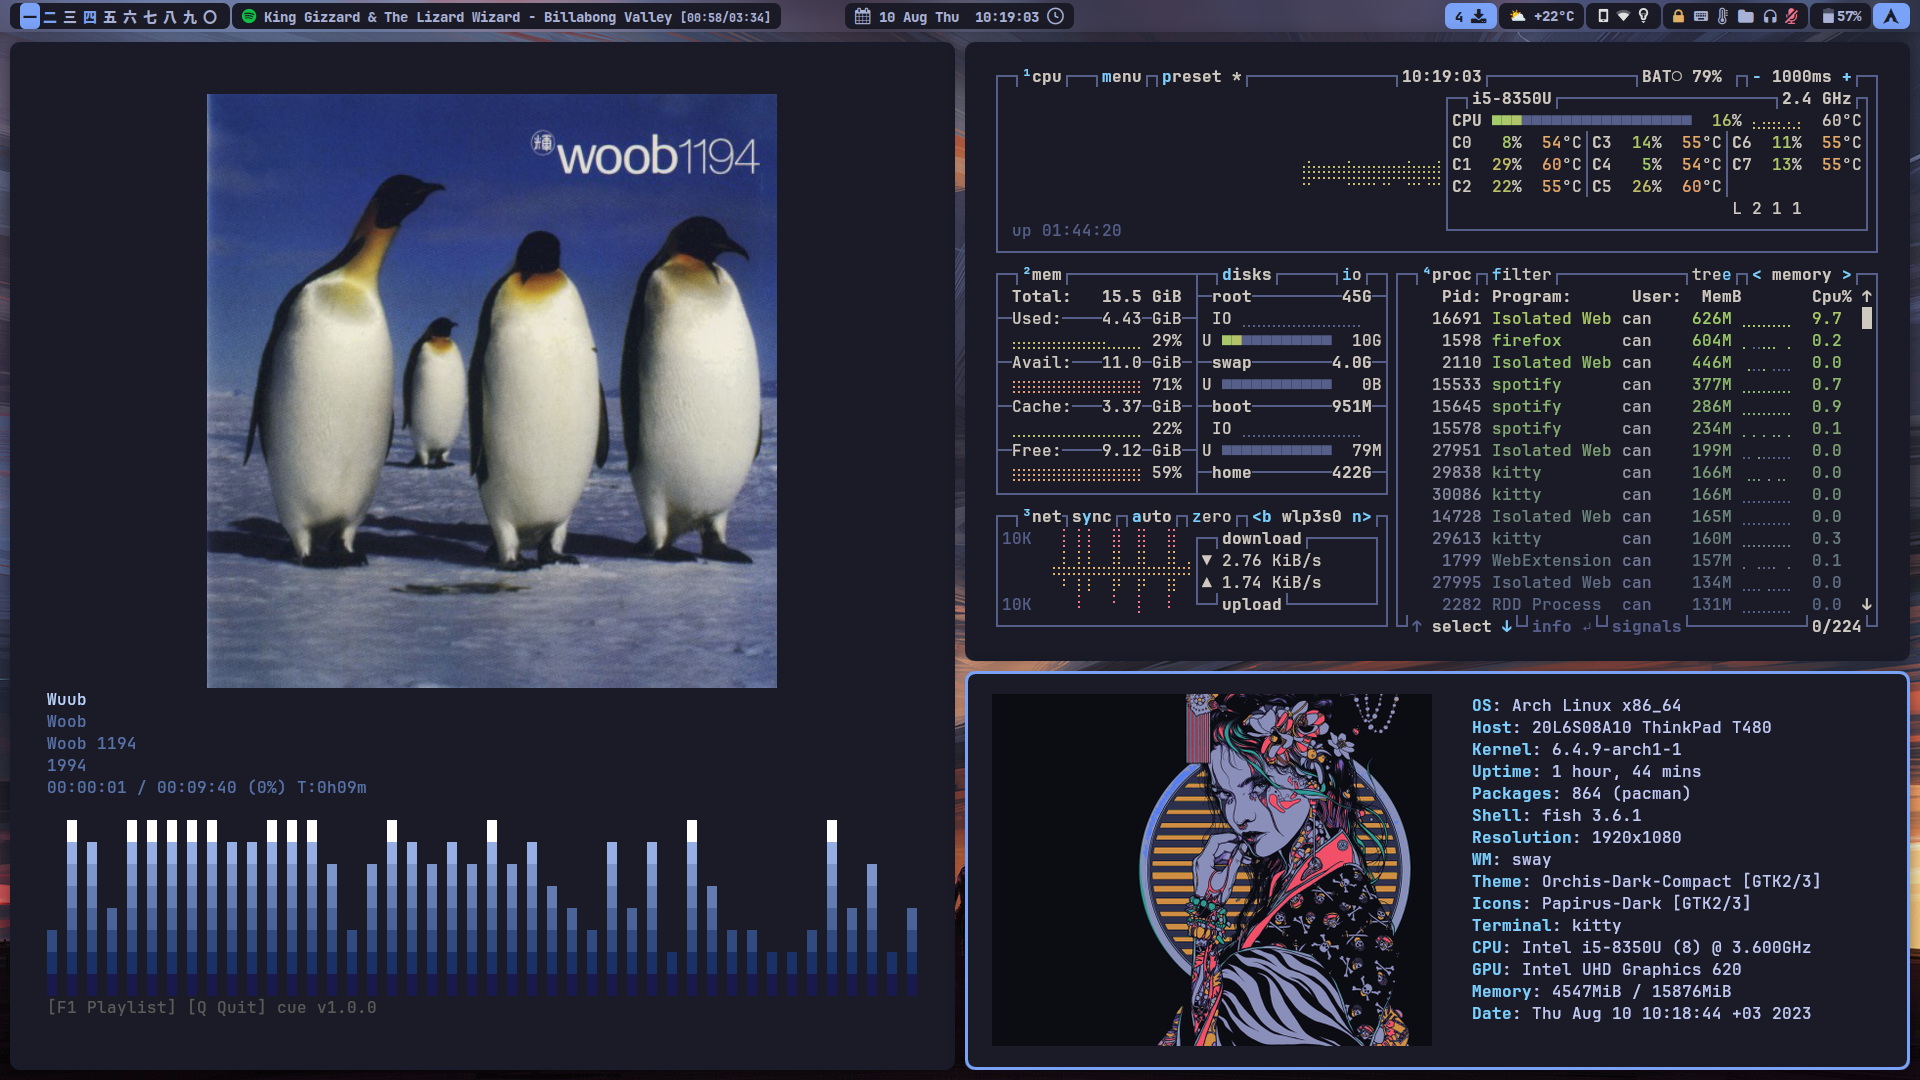 一 二 三 四 五 六 七 八 九 〇
King Gizzard & The Lizard Wizard - Billabong Valley [00:58/03:34]
10 Aug Thu 10:19:03
4
+22°C
57%
輝
woob1194
Wuub
Woob
Woob 1194
1994
00:00:01 / 00:09:40 (0%) T:0h09m
[F1 Playlist] [Q Quit] cue v1.0.0
¹cpu menu preset * 10:19:03 BAT○ 79% - 1000ms +
i5-8350U 2.4 GHz
CPU 16% 60°C
C0 8% 54°C C3 14% 55°C C6 11% 55°C
C1 29% 60°C C4 5% 54°C C7 13% 55°C
C2 22% 55°C C5 26% 60°C
L 2 1 1
up 01:44:20
²mem disks io
Total: 15.5 GiB root 45G
Used: 4.43 GiB IO
29% U 10G
Avail: 11.0 GiB swap 4.0G
71% U 0B
Cache: 3.37 GiB boot 951M
22% IO
Free: 9.12 GiB U 79M
59% home 422G
³net sync auto zero <b wlp3s0 n>
10K download
▼ 2.76 KiB/s
▲ 1.74 KiB/s
10K upload
⁴proc filter tree < memory >
Pid: Program: User: MemB Cpu% ↑
16691 Isolated Web can 626M 9.7
1598 firefox can 604M 0.2
2110 Isolated Web can 446M 0.0
15533 spotify can 377M 0.7
15645 spotify can 286M 0.9
15578 spotify can 234M 0.1
27951 Isolated Web can 199M 0.0
29838 kitty can 166M 0.0
30086 kitty can 166M 0.0
14728 Isolated Web can 165M 0.0
29613 kitty can 160M 0.3
1799 WebExtension can 157M 0.1
27995 Isolated Web can 134M 0.0
2282 RDD Process can 131M 0.0 ↓
↑ select ↓ info ↵ signals 0/224
OS: Arch Linux x86_64
Host: 20L6S08A10 ThinkPad T480
Kernel: 6.4.9-arch1-1
Uptime: 1 hour, 44 mins
Packages: 864 (pacman)
Shell: fish 3.6.1
Resolution: 1920x1080
WM: sway
Theme: Orchis-Dark-Compact [GTK2/3]
Icons: Papirus-Dark [GTK2/3]
Terminal: kitty
CPU: Intel i5-8350U (8) @ 3.600GHz
GPU: Intel UHD Graphics 620
Memory: 4547MiB / 15876MiB
Date: Thu Aug 10 10:18:44 +03 2023